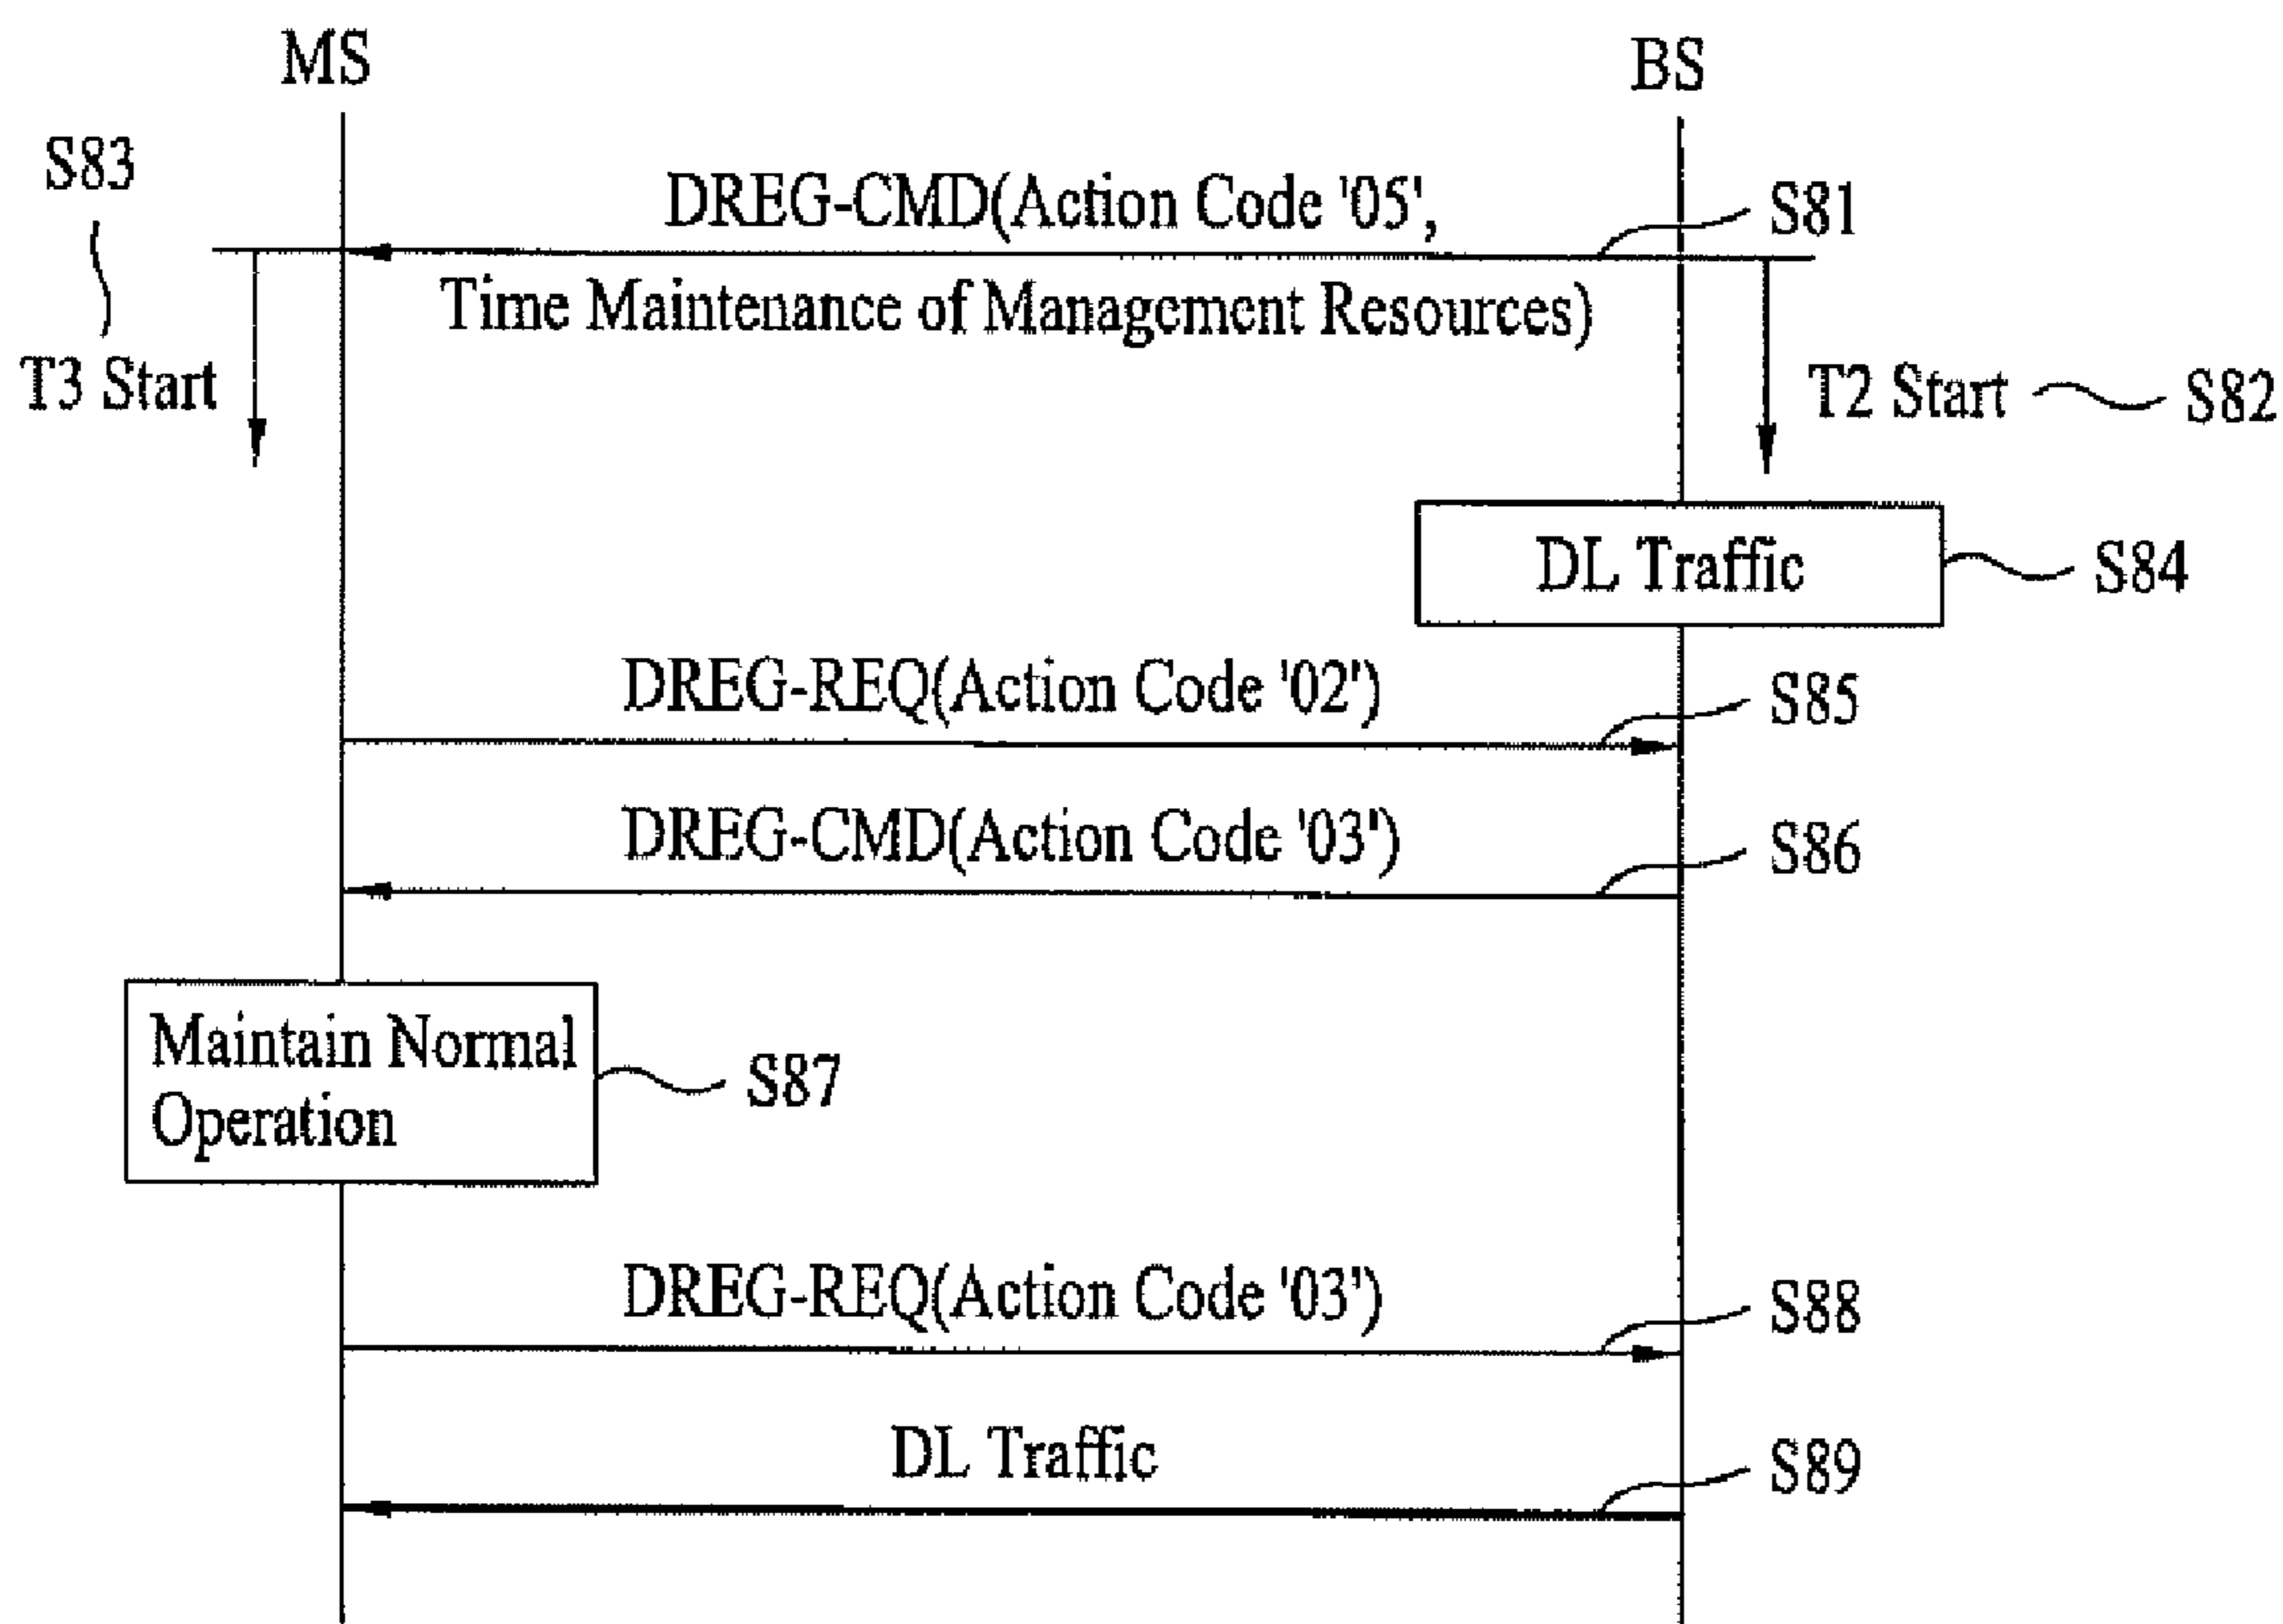 MS
BS
S83
DREG-CMD(Action Code '05',
S81
Time Maintenance of Management Resources)
T3 Start
T2 Start
S82
DL Traffic
S84
DREG-REQ(Action Code '02')
S85
DREG-CMD(Action Code '03')
S86
Maintain Normal
Operation
S87
DREG-REQ(Action Code '03')
S88
DL Traffic
S89